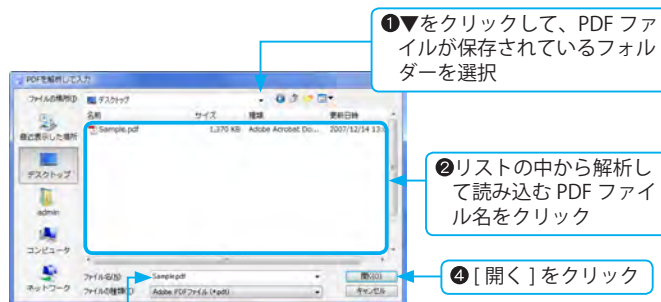 ❶▼をクリックして、PDF ファ
イルが保存されているフォル
ダーを選択
PDFを解析して入力
ファイルの場所(I):
デスクトップ
名前
サイズ
種類
更新日時
Sample.pdf
1,370 KB
Adobe Acrobat Do...
2007/12/14 13:
最近表示した場所
デスクトップ
admin
コンピュータ
ネットワーク
❷リストの中から解析し
て読み込む PDF ファイ
ル名をクリック
ファイル名(N):
Sample.pdf
開く(O)
❹ [ 開く ] をクリック
ファイルの種類(T):
Adobe PDFファイル (*.pdf)
キャンセル